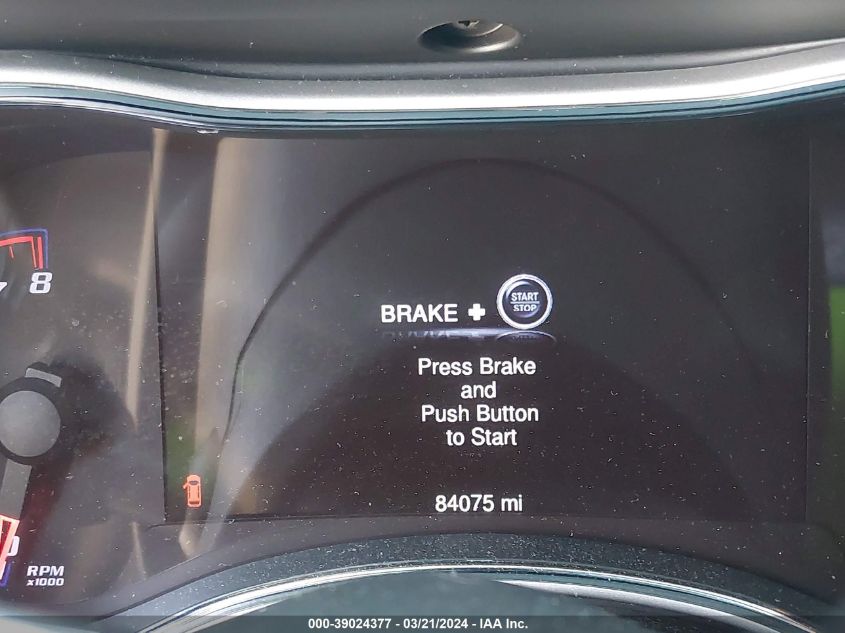 8
BRAKE + START
STOP
Press Brake
and
Push Button
to Start
84075 mi
RPM
x1000
000-39024377 - 03/21/2024 - IAA Inc.